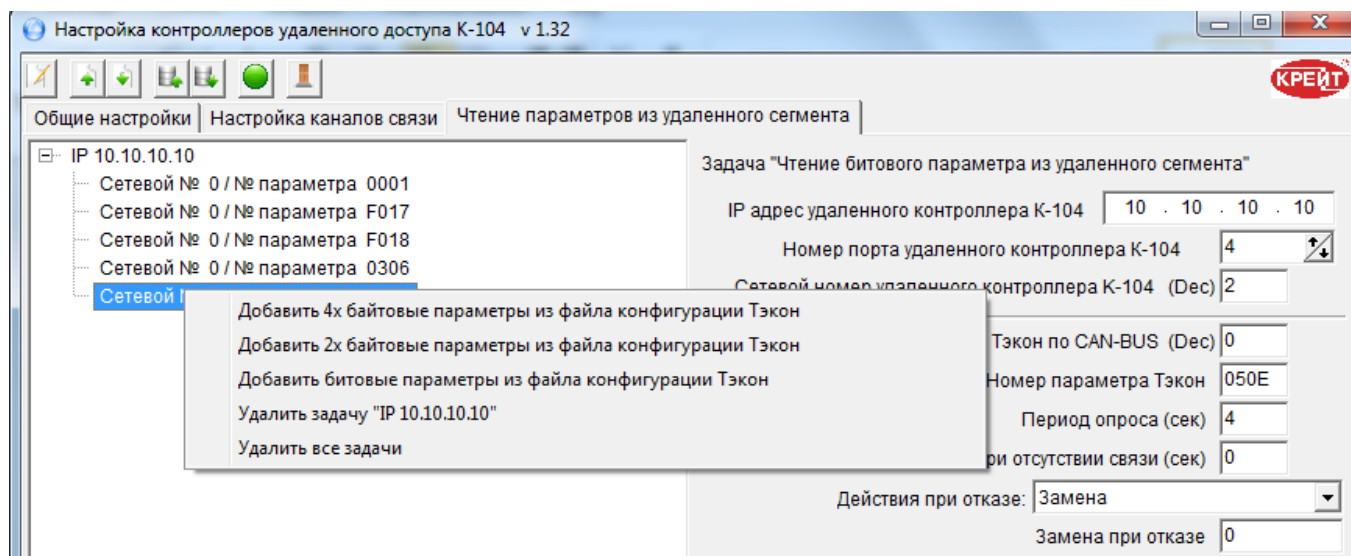 Настройка контроллеров удаленного доступа К-104 v 1.32
КРЕЙТ
Общие настройки
Настройка каналов связи
Чтение параметров из удаленного сегмента
IP 10.10.10.10
Сетевой № 0 / № параметра 0001
Сетевой № 0 / № параметра F017
Сетевой № 0 / № параметра F018
Сетевой № 0 / № параметра 0306
Сетевой
Добавить 4х байтовые параметры из файла конфигурации Тэкон
Добавить 2х байтовые параметры из файла конфигурации Тэкон
Добавить битовые параметры из файла конфигурации Тэкон
Удалить задачу "IP 10.10.10.10"
Удалить все задачи
Задача "Чтение битового параметра из удаленного сегмента"
IP адрес удаленного контроллера К-104 10 . 10 . 10 . 10
Номер порта удаленного контроллера К-104 4
Сетевой номер удаленного контроллера К-104 (Dec) 2
Тэкон по CAN-BUS (Dec) 0
Номер параметра Тэкон 050E
Период опроса (сек) 4
ри отсутствии связи (сек) 0
Действия при отказе: Замена
Замена при отказе 0